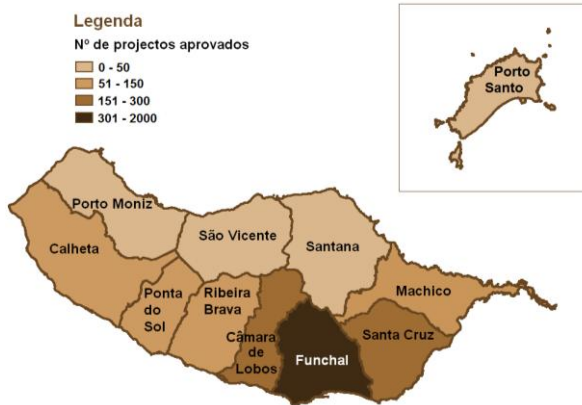 Legenda
Nº de projectos aprovados
0 - 50
51 - 150
151 - 300
301 - 2000
Porto
Santo
Porto Moniz
São Vicente
Santana
Calheta
Ponta
do
Sol
Ribeira
Brava
Câmara
de
Lobos
Funchal
Machico
Santa Cruz